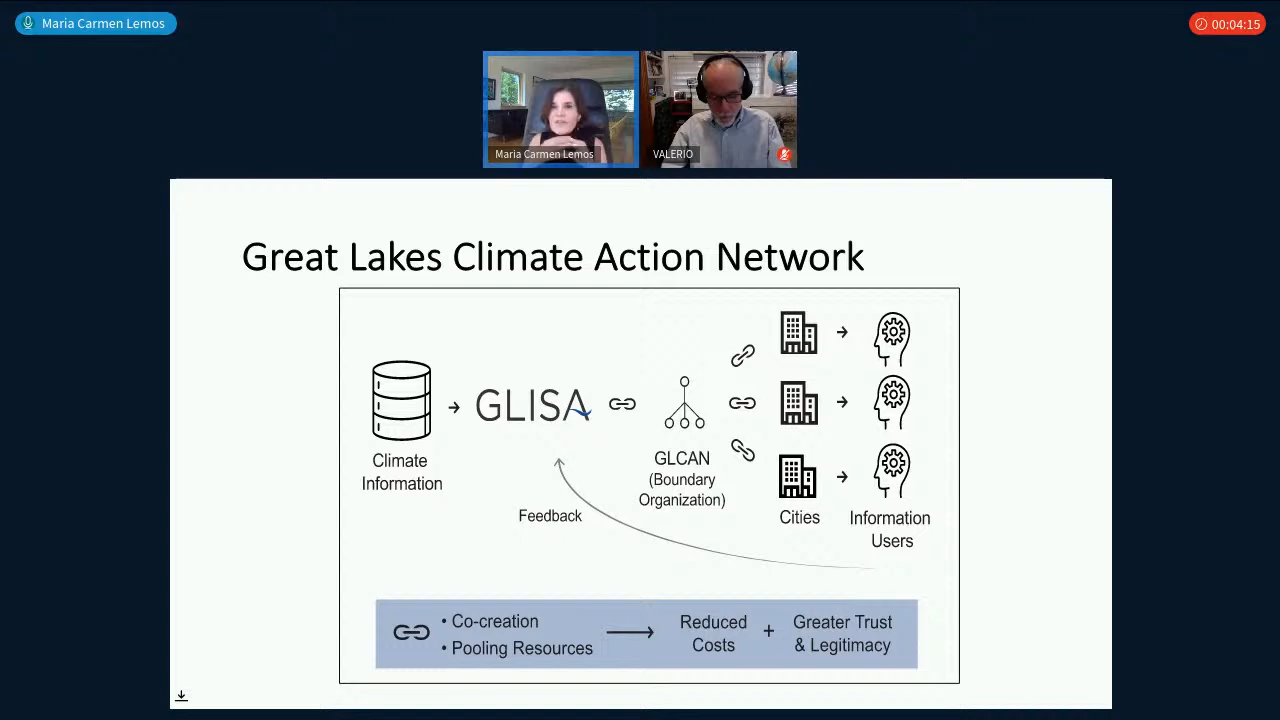 Maria Carmen Lemos
00:04:15
Maria Carmen Lemos
VALERIO
Great Lakes Climate Action Network
GLISA
Climate
Information
GLCAN
(Boundary
Organization)
Feedback
Cities
Information
Users
• Co-creation
• Pooling Resources
Reduced
Costs
+
Greater Trust
& Legitimacy